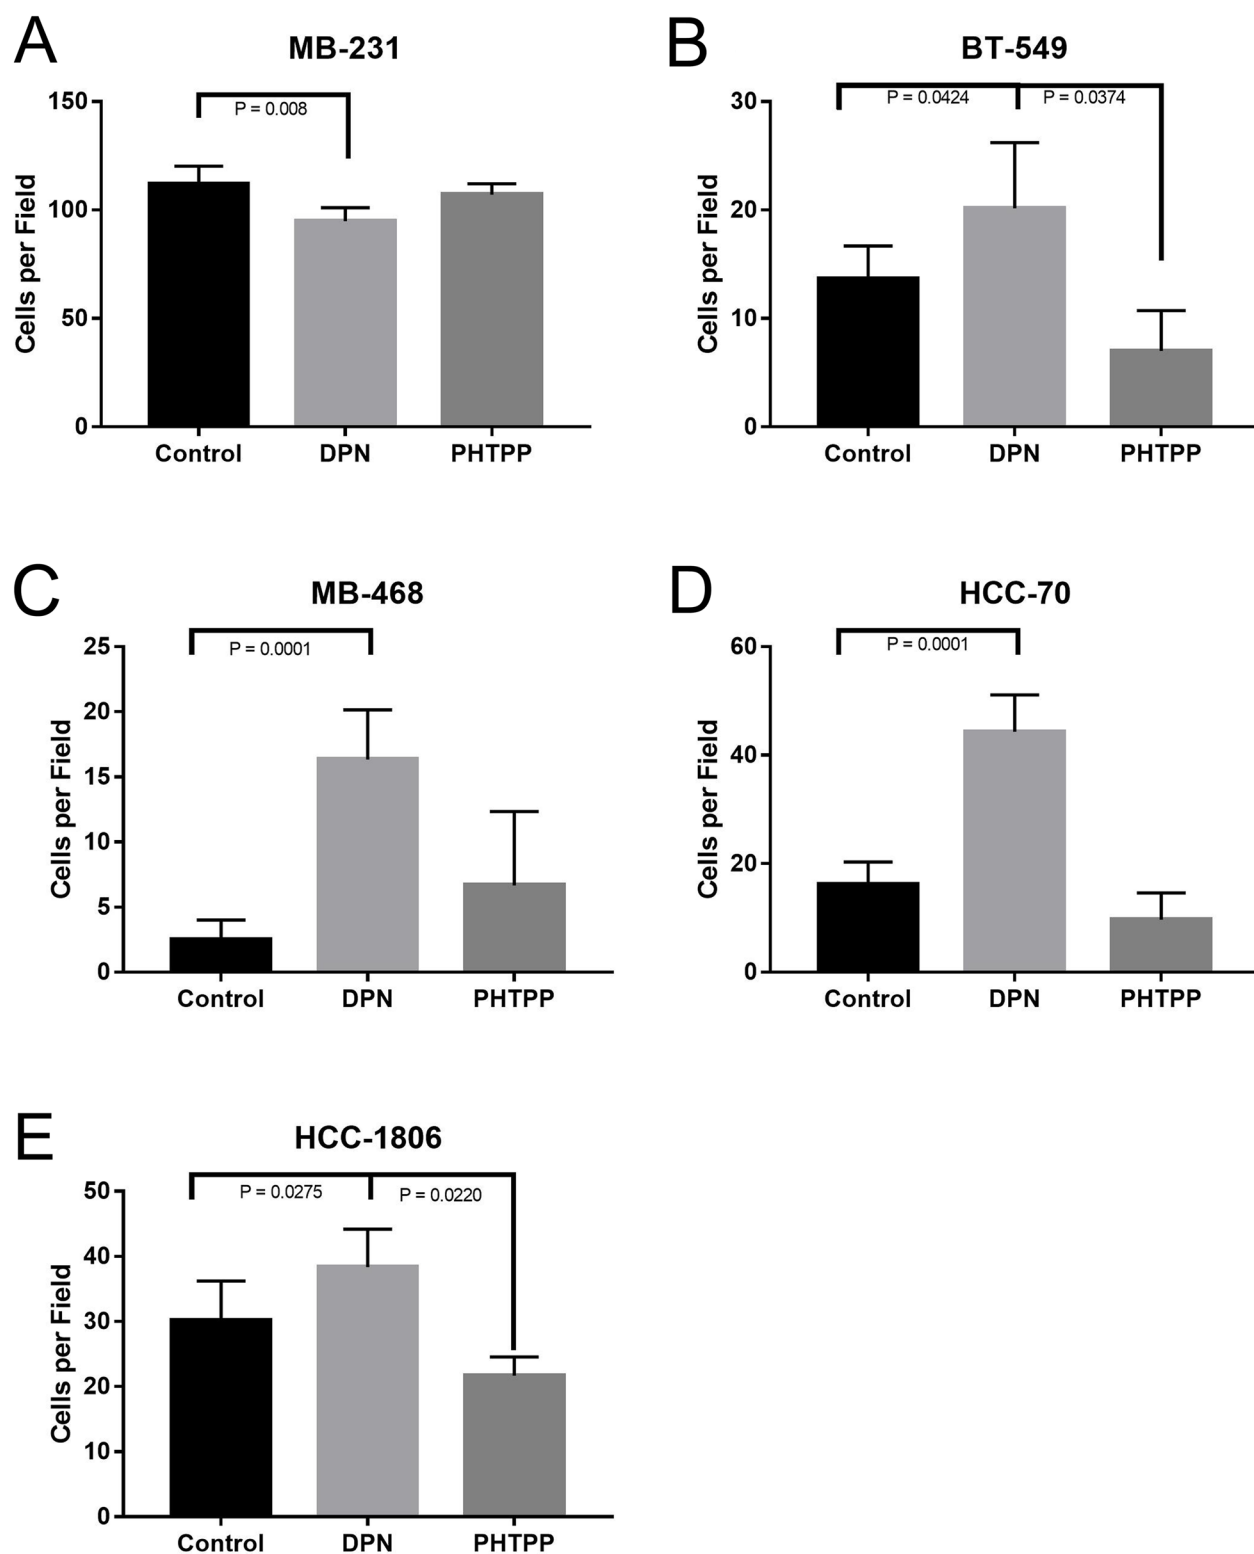 A
MB-231
P = 0.008
Cells per Field
150
100
50
0
Control DPN PHTPP
B
BT-549
P = 0.0424 P = 0.0374
Cells per Field
30
20
10
0
Control DPN PHTPP
C
MB-468
P = 0.0001
Cells per Field
25
20
15
10
5
0
Control DPN PHTPP
D
HCC-70
P = 0.0001
Cells per Field
60
40
20
0
Control DPN PHTPP
E
HCC-1806
P = 0.0275 P = 0.0220
Cells per Field
50
40
30
20
10
0
Control DPN PHTPP